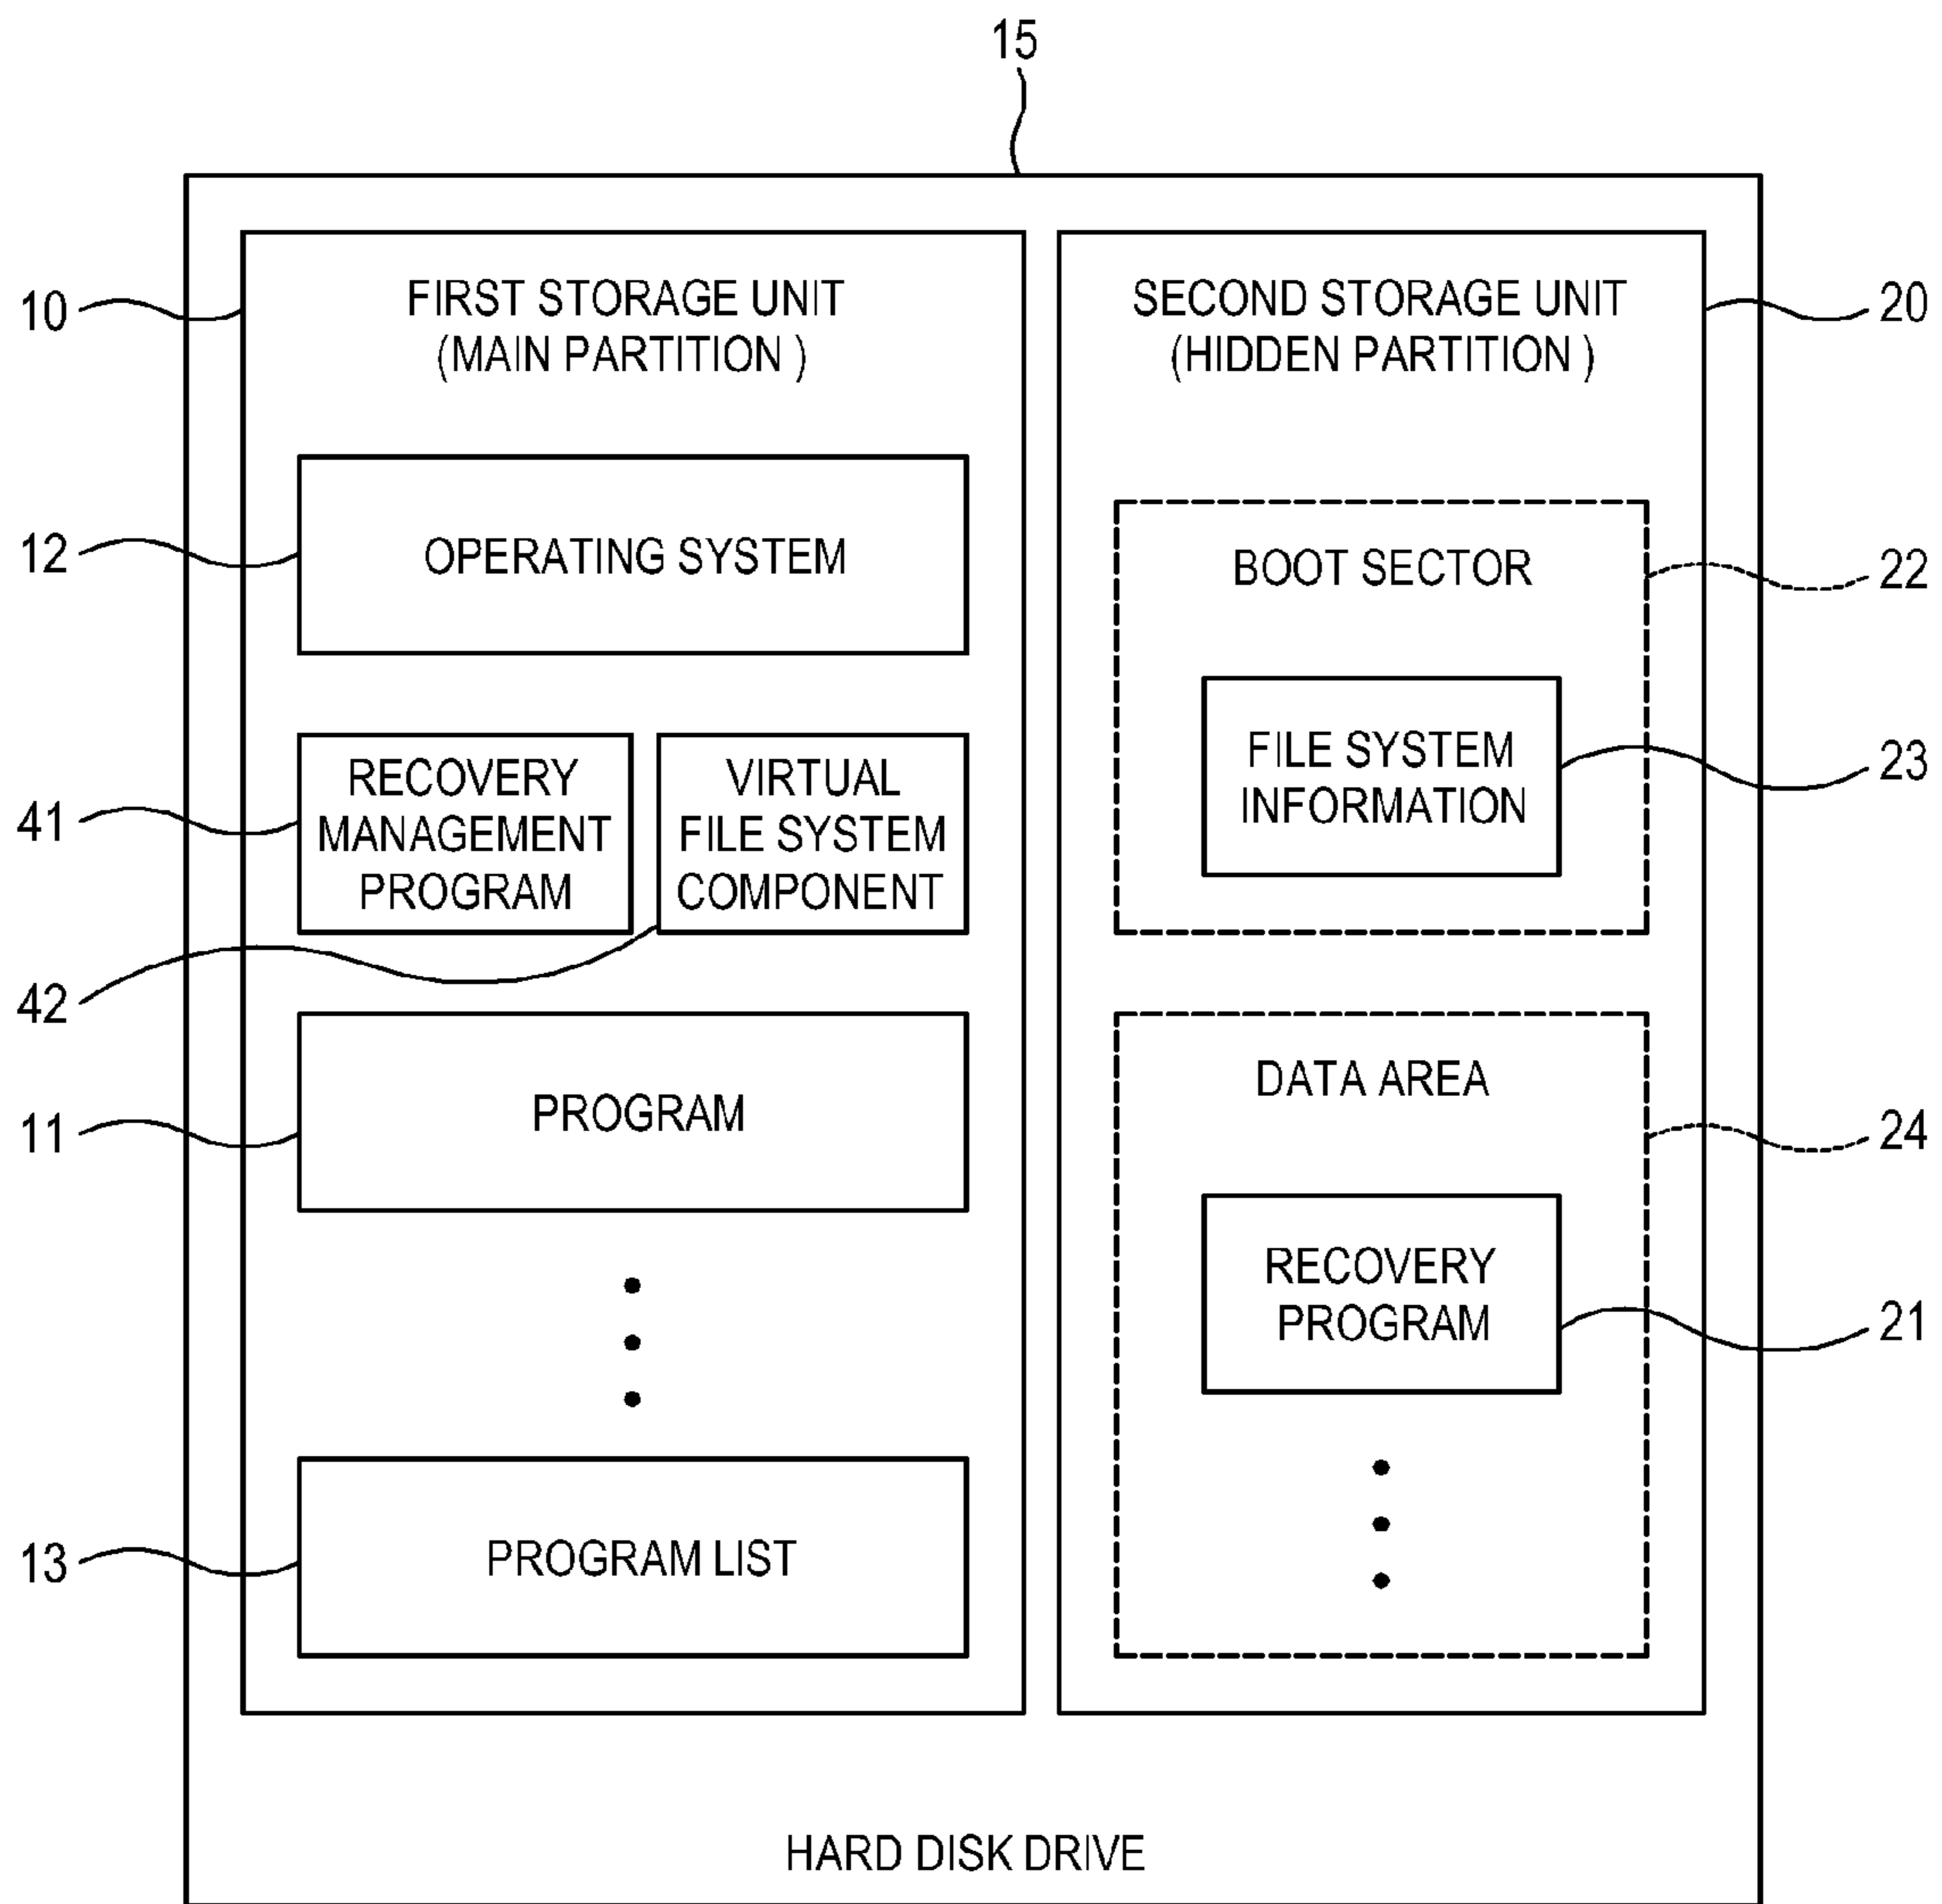 15
10
FIRST STORAGE UNIT
(MAIN PARTITION )
SECOND STORAGE UNIT
(HIDDEN PARTITION )
20
12
OPERATING SYSTEM
BOOT SECTOR
22
FILE SYSTEM
INFORMATION
23
41
RECOVERY
MANAGEMENT
PROGRAM
VIRTUAL
FILE SYSTEM
COMPONENT
42
11
PROGRAM
DATA AREA
24
RECOVERY
PROGRAM
21
13
PROGRAM LIST
HARD DISK DRIVE